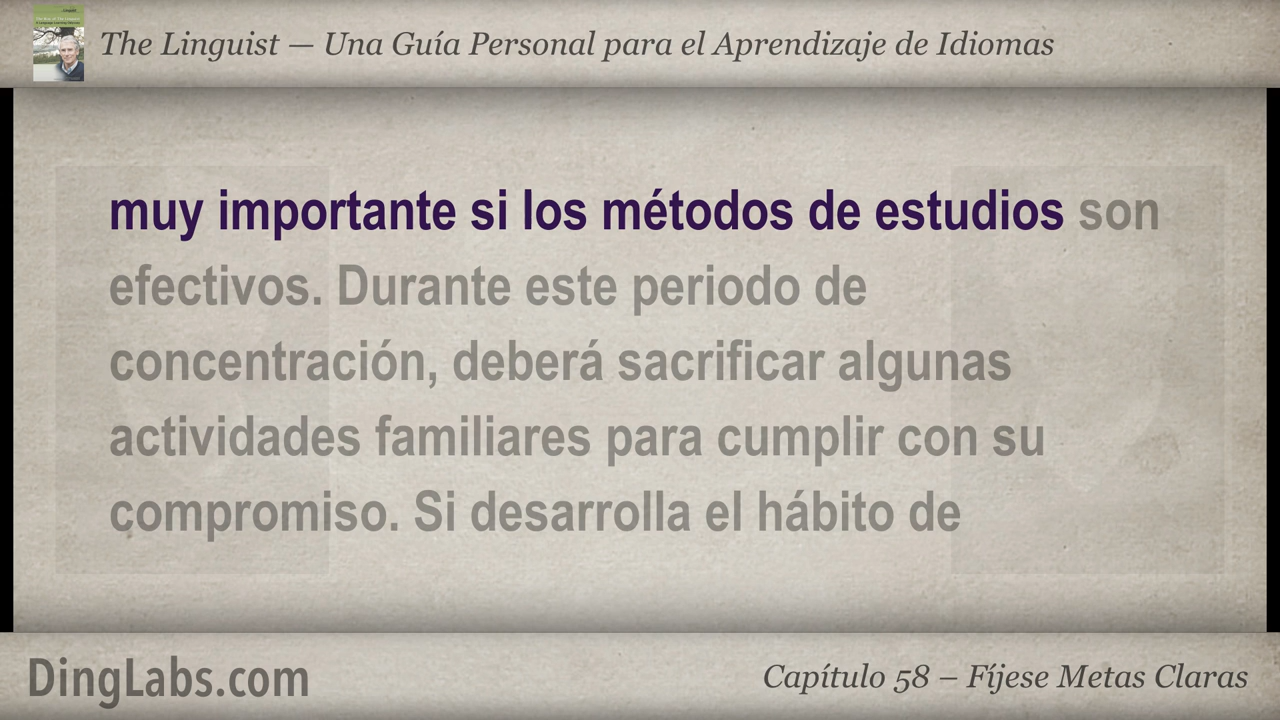 The Linguist — Una Guía Personal para el Aprendizaje de Idiomas
muy importante si los métodos de estudios son
efectivos. Durante este periodo de
concentración, deberá sacrificar algunas
actividades familiares para cumplir con su
compromiso. Si desarrolla el hábito de
DingLabs.com
Capítulo 58 – Fíjese Metas Claras